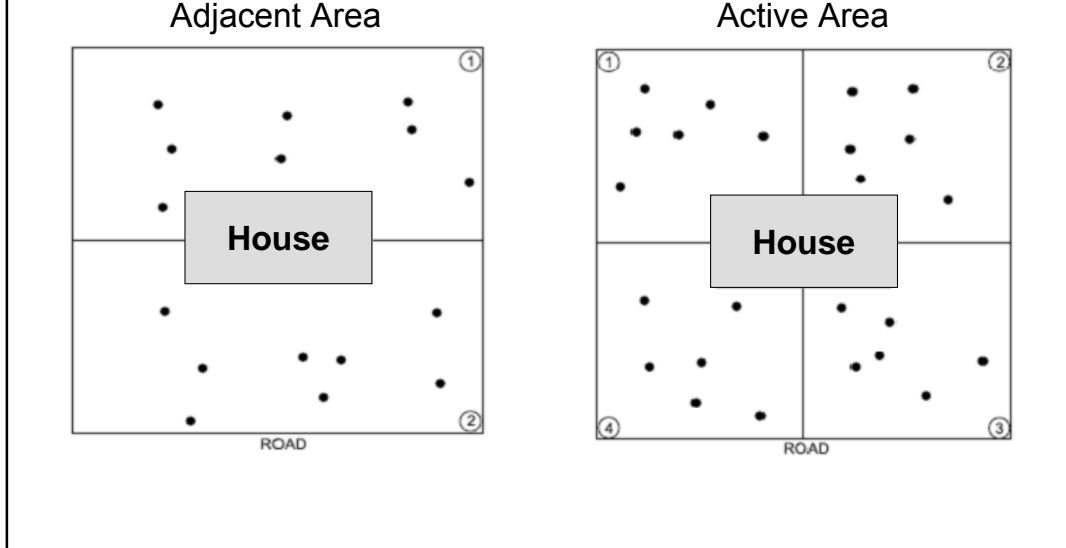 Adjacent Area
1
House
2
ROAD
Active Area
1
2
House
4
3
ROAD